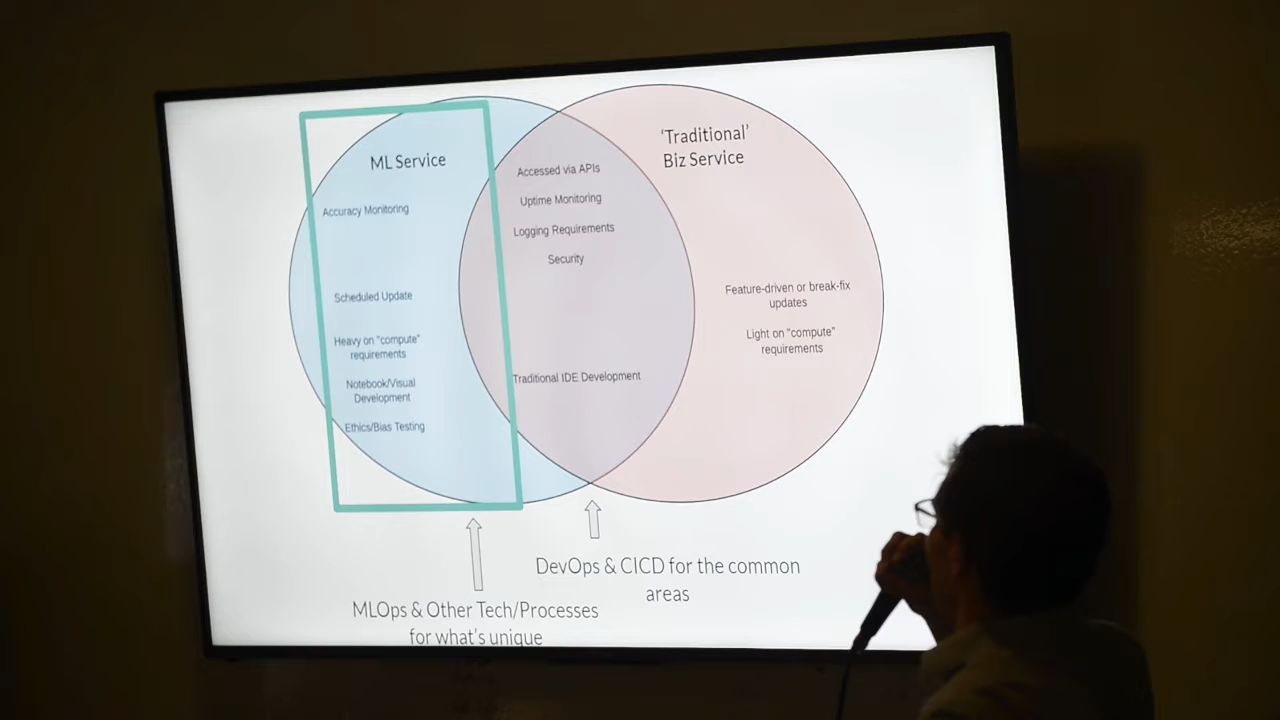 ML Service
Accuracy Monitoring
Scheduled Update
Heavy on "compute"
requirements
Notebook/Visual
Development
Ethics/Bias Testing
Accessed via APIs
Uptime Monitoring
Logging Requirements
Security
Traditional IDE Development
'Traditional'
Biz Service
Feature-driven or break-fix
updates
Light on "compute"
requirements
DevOps & CICD for the common
areas
MLOps & Other Tech/Processes
for what's unique